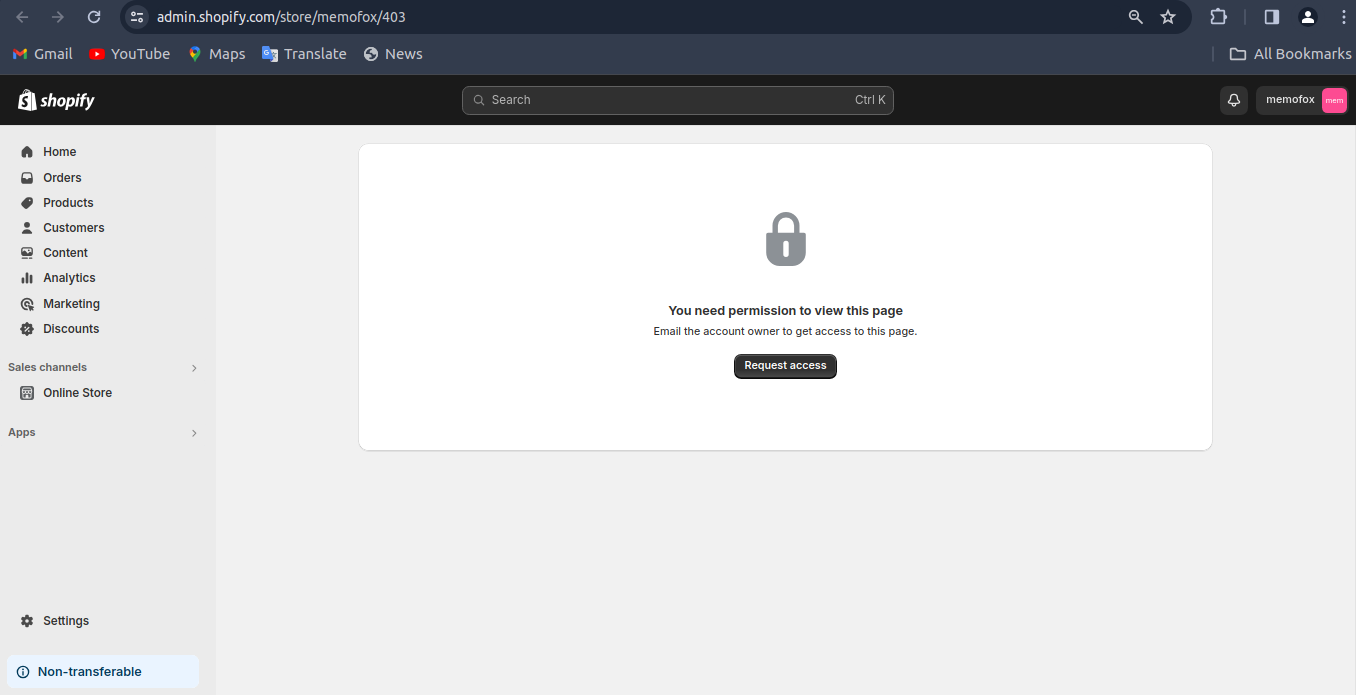 admin.shopify.com/store/memofox/403
Gmail YouTube Maps Translate News All Bookmarks
shopify Search Ctrl K memofox mem
Home
Orders
Products
Customers
Content
Analytics
Marketing
Discounts
Sales channels
Online Store
Apps
You need permission to view this page
Email the account owner to get access to this page.
Request access
Settings
Non-transferable